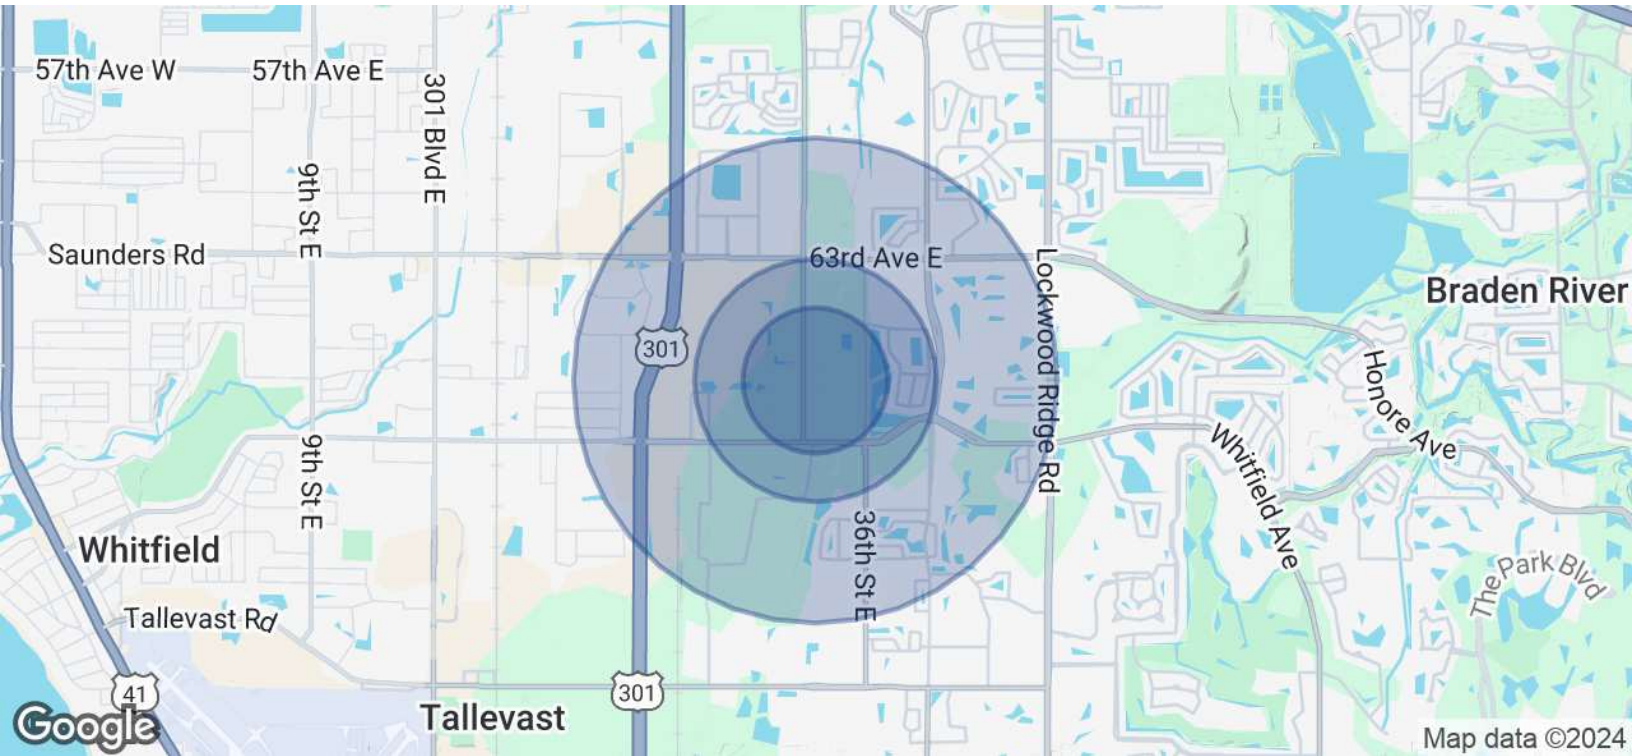 57th Ave W
57th Ave E
301 Blvd E
9th St E
Saunders Rd
63rd Ave E
Lockwood Ridge Rd
Braden River
301
Honore Ave
Whitfield Ave
9th St E
36th St E
Whitfield
The Park Blvd
Tallevast Rd
41
301
Tallevast
Google
Map data ©2024